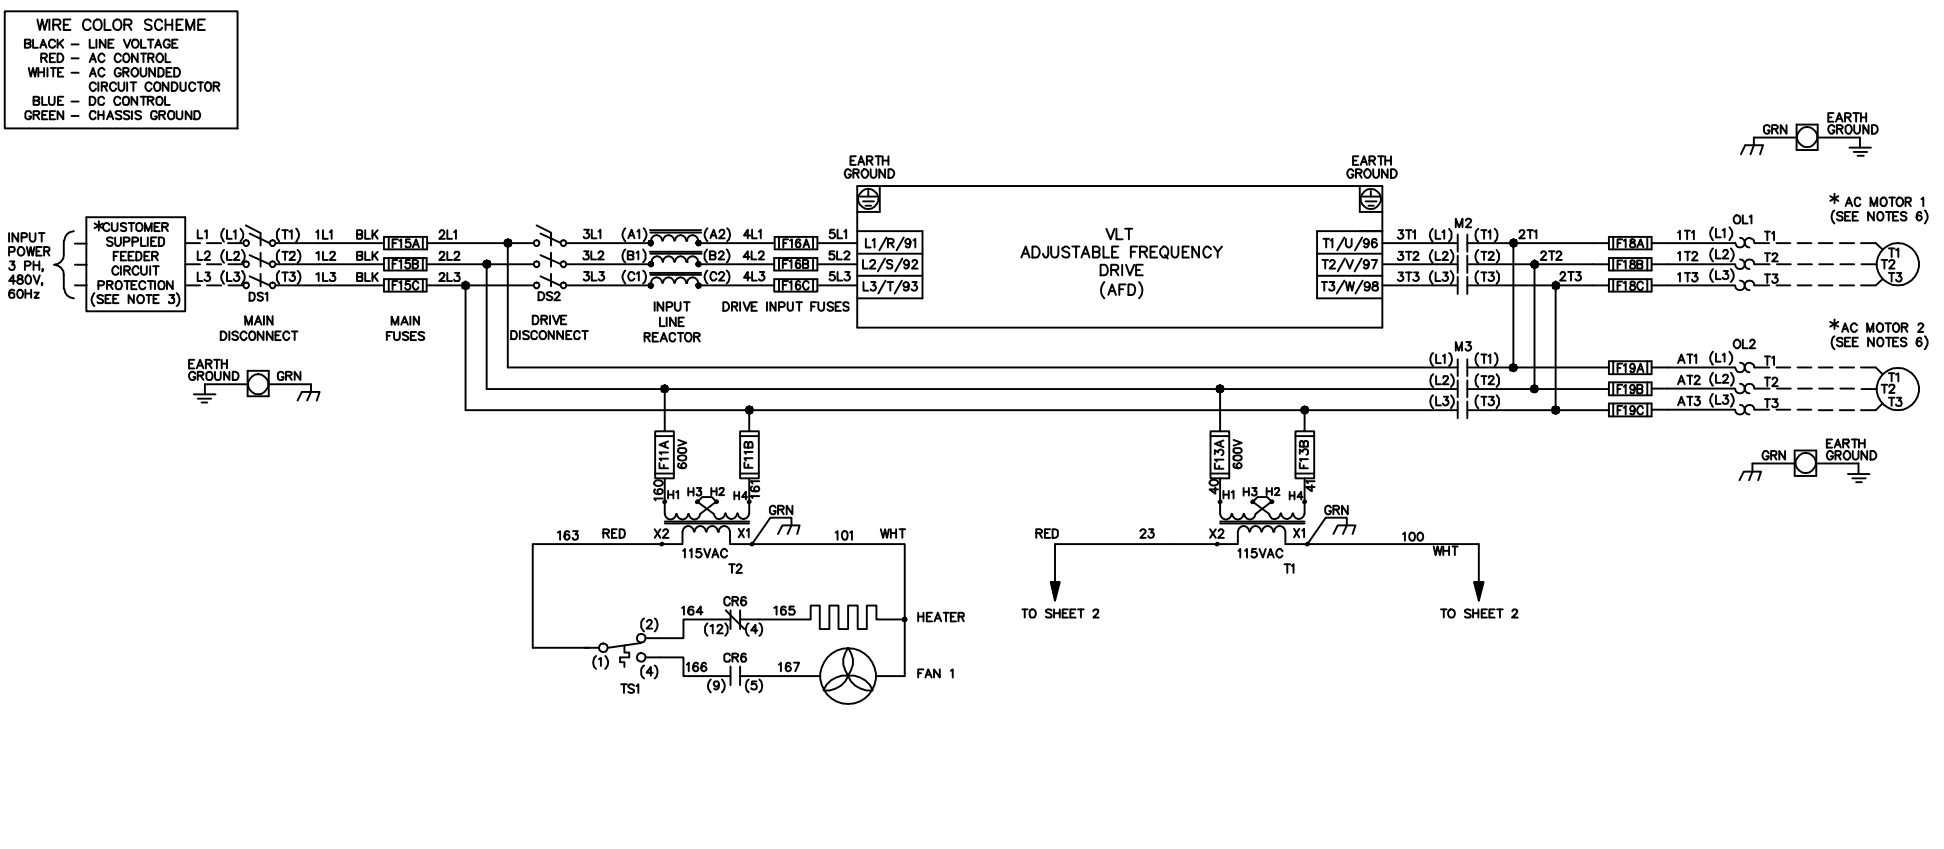 WIRE COLOR SCHEME
BLACK – LINE VOLTAGE
RED – AC CONTROL
WHITE – AC GROUNDED
CIRCUIT CONDUCTOR
BLUE – DC CONTROL
GREEN – CHASSIS GROUND
GRN
EARTH
GROUND
EARTH
GROUND
EARTH
GROUND
INPUT
POWER
3 PH,
480V,
60Hz
*CUSTOMER
SUPPLIED
FEEDER
CIRCUIT
PROTECTION
(SEE NOTE 3)
L1 (L1) (T1) 1L1 BLK F15A 2L1 3L1 (A1) (A2) 4L1 F16A 5L1 L1/R/91
L2 (L2) (T2) 1L2 BLK F15B 2L2 3L2 (B1) (B2) 4L2 F16B 5L2 L2/S/92
L3 (L3) (T3) 1L3 BLK F15C 2L3 3L3 (C1) (C2) 4L3 F16C 5L3 L3/T/93
DS1
MAIN
DISCONNECT
MAIN
FUSES
DS2
DRIVE
DISCONNECT
INPUT
LINE
REACTOR
DRIVE INPUT FUSES
VLT
ADJUSTABLE FREQUENCY
DRIVE
(AFD)
M2
OL1
* AC MOTOR 1
(SEE NOTES 6)
T1/U/96 3T1 (L1) (T1) 2T1 F18A 1T1 (L1) T1 T1
T2/V/97 3T2 (L2) (T2) 2T2 F18B 1T2 (L2) T2 T2
T3/W/98 3T3 (L3) (T3) 2T3 F18C 1T3 (L3) T3 T3
EARTH
GROUND GRN
M3
OL2
* AC MOTOR 2
(SEE NOTES 6)
(L1) (T1) F19A AT1 (L1) T1 T1
(L2) (T2) F19B AT2 (L2) T2 T2
(L3) (T3) F19C AT3 (L3) T3 T3
GRN
EARTH
GROUND
F11A
600V
F11B
160
161
H1 H3 H2 H4
GRN
163 RED X2 X1 101 WHT
115VAC
T2
F13A
600V
F13B
40
41
H1 H3 H2 H4
GRN
RED 23 X2 X1 100
WHT
115VAC
T1
TO SHEET 2
TO SHEET 2
164 CR6 165 HEATER
(2) (12) (4)
(1) (4)
TS1
166 CR6 167 FAN 1
(9) (5)